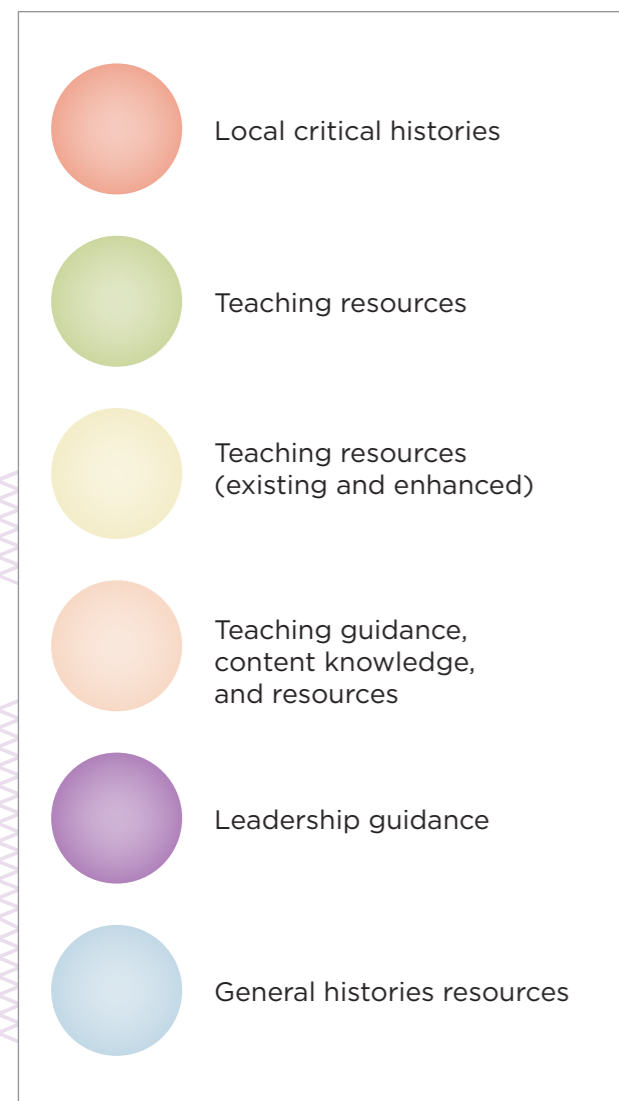 Local critical histories
Teaching resources
Teaching resources
(existing and enhanced)
Teaching guidance,
content knowledge,
and resources
Leadership guidance
General histories resources